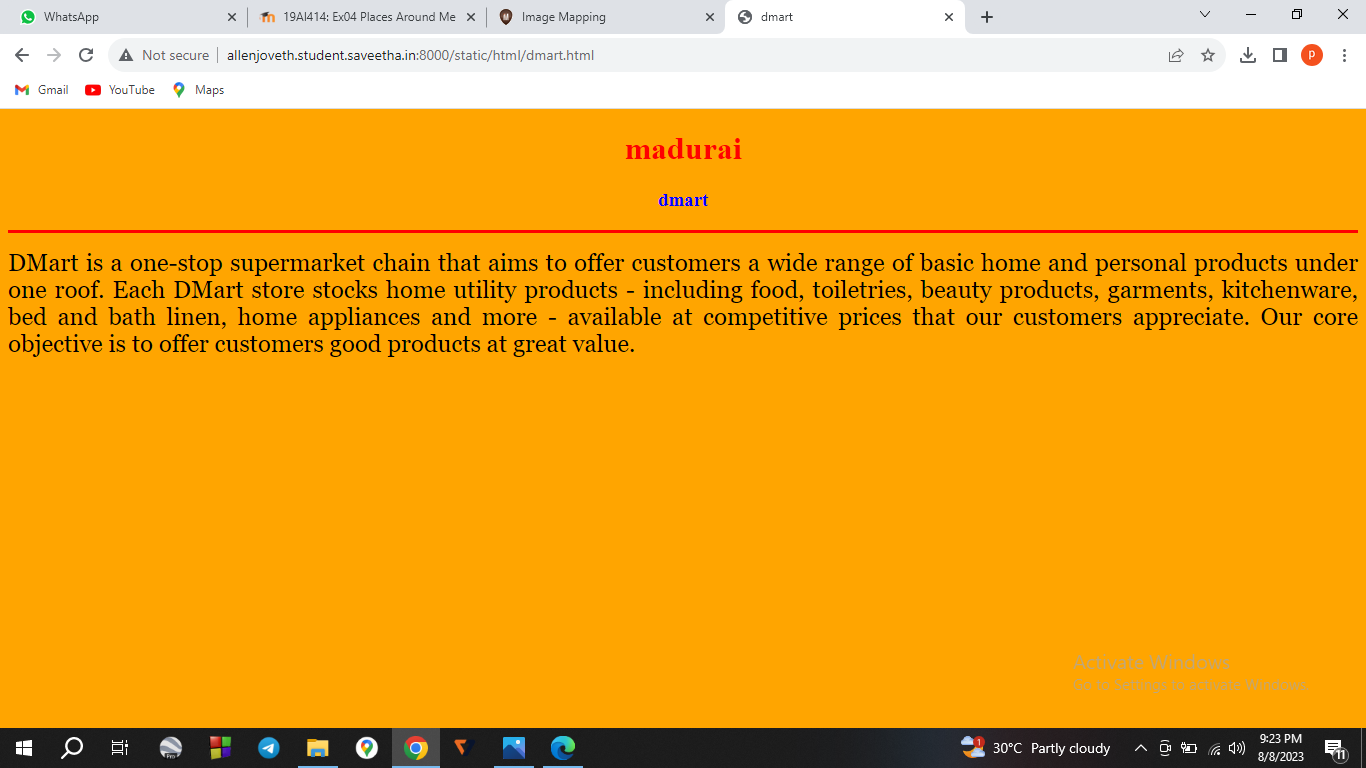 WhatsApp
19AI414: Ex04 Places Around Me
Image Mapping
dmart
Not secure
allenjoveth.student.saveetha.in:8000/static/html/dmart.html
P
Gmail
YouTube
Maps
madurai
dmart
DMart is a one-stop supermarket chain that aims to offer customers a wide range of basic home and personal products under
one roof. Each DMart store stocks home utility products - including food, toiletries, beauty products, garments, kitchenware,
bed and bath linen, home appliances and more - available at competitive prices that our customers appreciate. Our core
objective is to offer customers good products at great value.
Activate Windows
Go to Settings to activate Windows.
Pro
1
30°C Partly cloudy
9:23 PM
8/8/2023
11